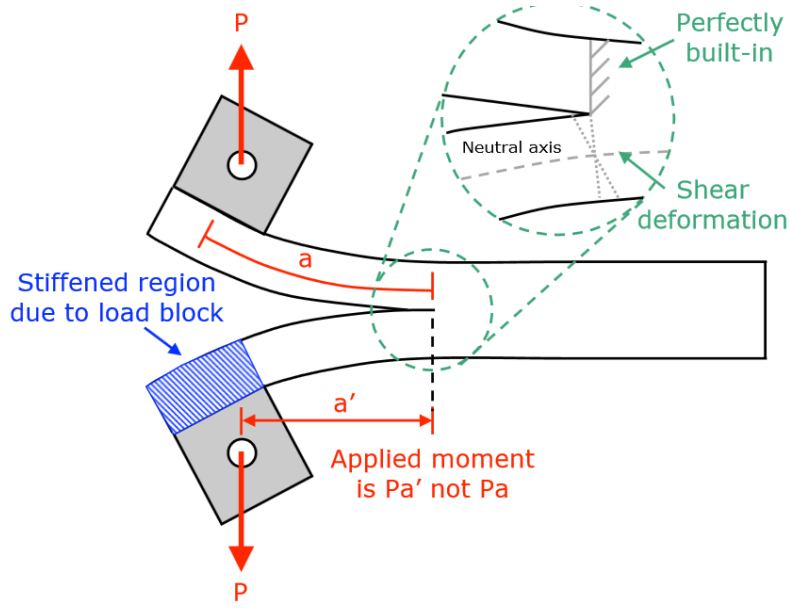 P
Perfectly
built-in
Neutral axis
Shear
deformation
a
Stiffened region
due to load block
a’
Applied moment
is Pa’ not Pa
P